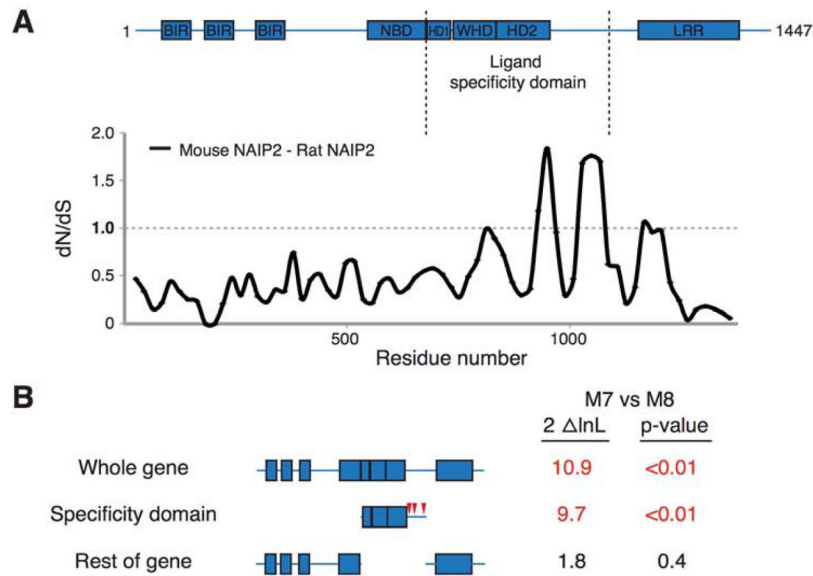 A
1 BIR BIR BIR NBD HD1 WHD HD2 LRR 1447
Ligand
specificity domain
2.0
Mouse NAIP2 - Rat NAIP2
1.5
1.0
0.5
0
dN/dS
500 1000
Residue number
B
M7 vs M8
2 △lnL p-value
Whole gene 10.9 <0.01
Specificity domain 9.7 <0.01
Rest of gene 1.8 0.4